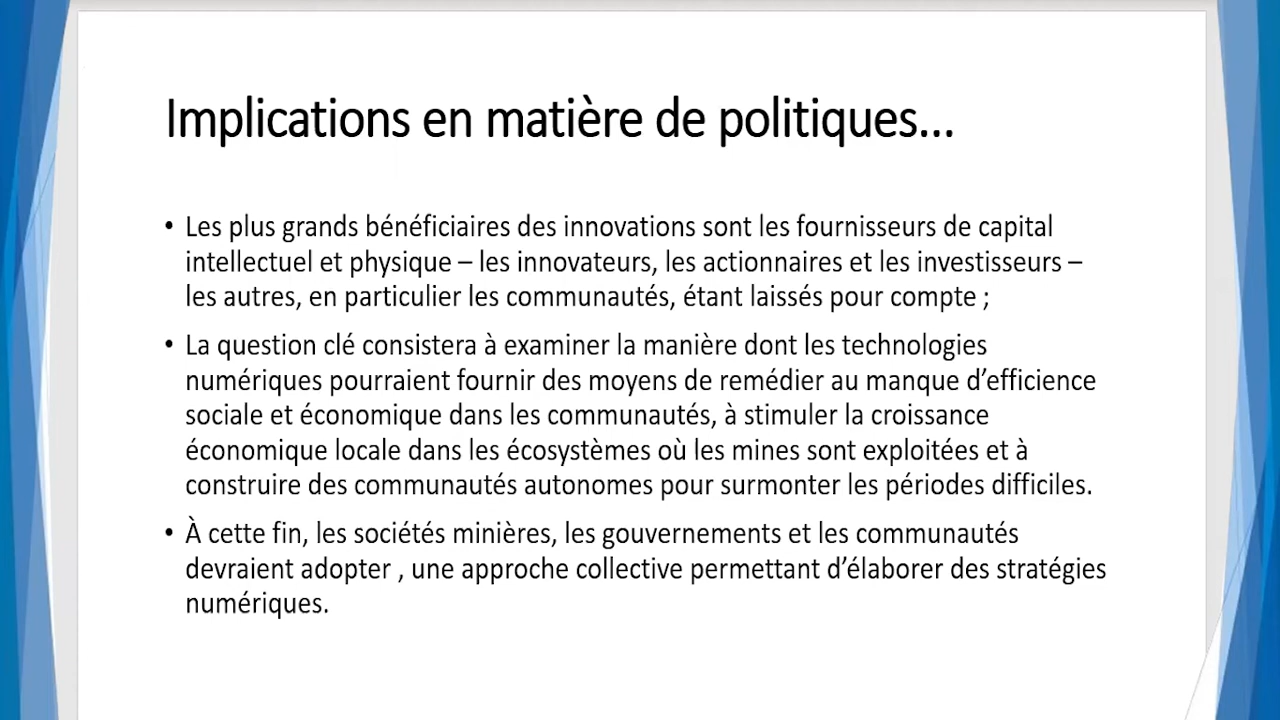 Implications en matière de politiques...
• Les plus grands bénéficiaires des innovations sont les fournisseurs de capital
intellectuel et physique – les innovateurs, les actionnaires et les investisseurs –
les autres, en particulier les communautés, étant laissés pour compte ;
• La question clé consistera à examiner la manière dont les technologies
numériques pourraient fournir des moyens de remédier au manque d’efficience
sociale et économique dans les communautés, à stimuler la croissance
économique locale dans les écosystèmes où les mines sont exploitées et à
construire des communautés autonomes pour surmonter les périodes difficiles.
• À cette fin, les sociétés minières, les gouvernements et les communautés
devraient adopter , une approche collective permettant d’élaborer des stratégies
numériques.